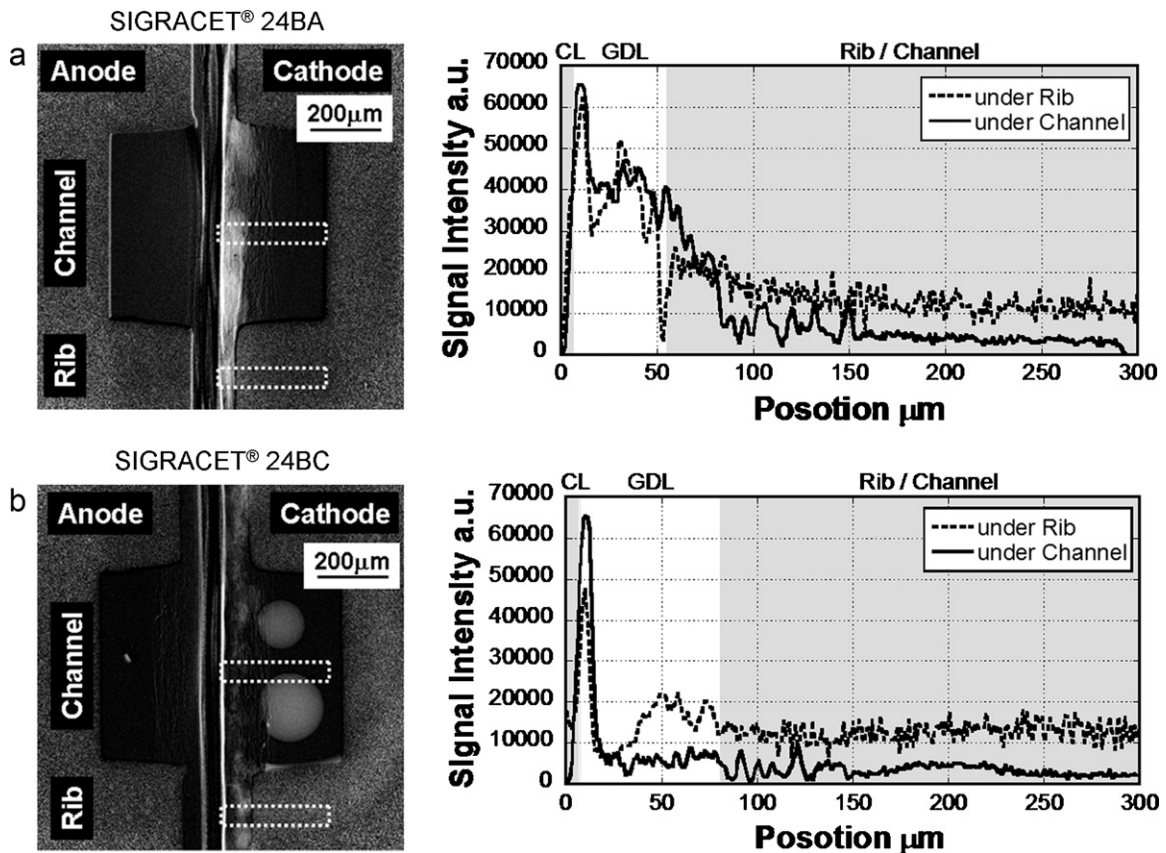 SIGRACET® 24BA
a
Anode
Cathode
200μm
Channel
Rib
CL
GDL
Rib / Channel
SIgnal Intensity a.u.
70000
60000
50000
40000
30000
20000
10000
0
under Rib
under Channel
0
50
100
150
200
250
300
Posotion μm
SIGRACET® 24BC
b
Anode
Cathode
200μm
Channel
Rib
CL
GDL
Rib / Channel
SIgnal Intensity a.u.
70000
60000
50000
40000
30000
20000
10000
0
under Rib
under Channel
0
50
100
150
200
250
300
Posotion μm